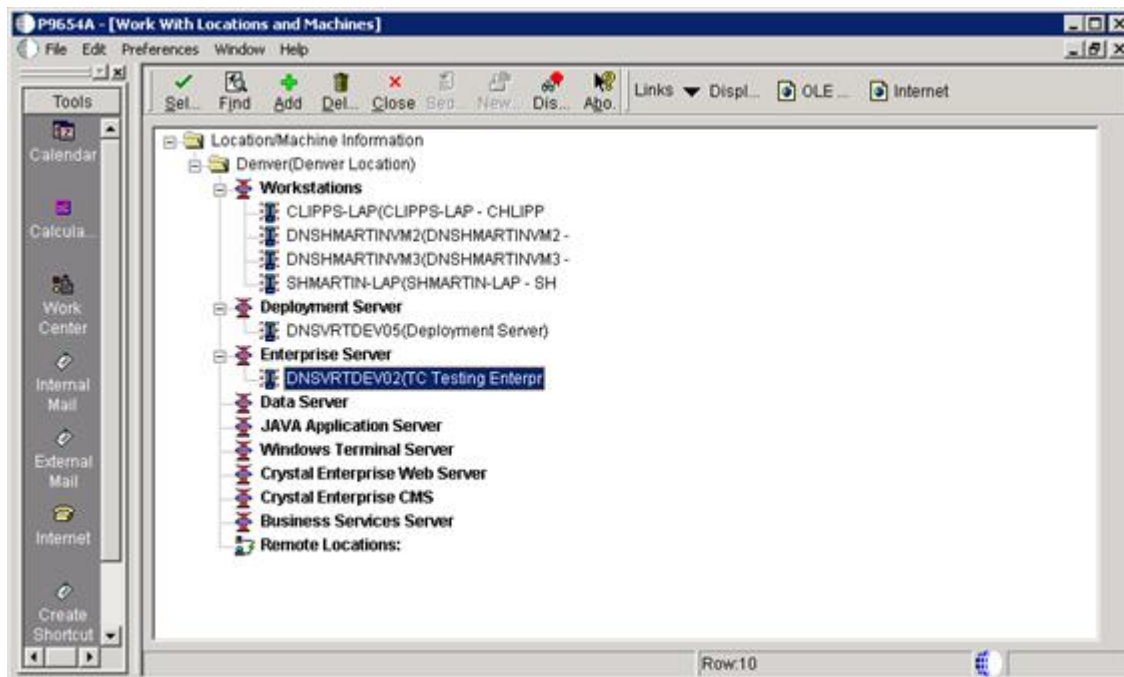 P9654A - [Work With Locations and Machines]
File Edit Preferences Window Help
Tools
Sel... Find Add Del... Close Seq... New... Dis... Abo... Links Displ... OLE ... Internet
Calendar
Calcula...
Work Center
Internal Mail
External Mail
Internet
Create Shortcut
Location/Machine Information
Denver(Denver Location)
Workstations
CLIPPS-LAP(CLIPPS-LAP - CHLIPP
DNSHMARTINVM2(DNSHMARTINVM2 -
DNSHMARTINVM3(DNSHMARTINVM3 -
SHMARTIN-LAP(SHMARTIN-LAP - SH
Deployment Server
DNSVRTDEV05(Deployment Server)
Enterprise Server
DNSVRTDEV02(TC Testing Enterpr
Data Server
JAVA Application Server
Windows Terminal Server
Crystal Enterprise Web Server
Crystal Enterprise CMS
Business Services Server
Remote Locations:
Row:10